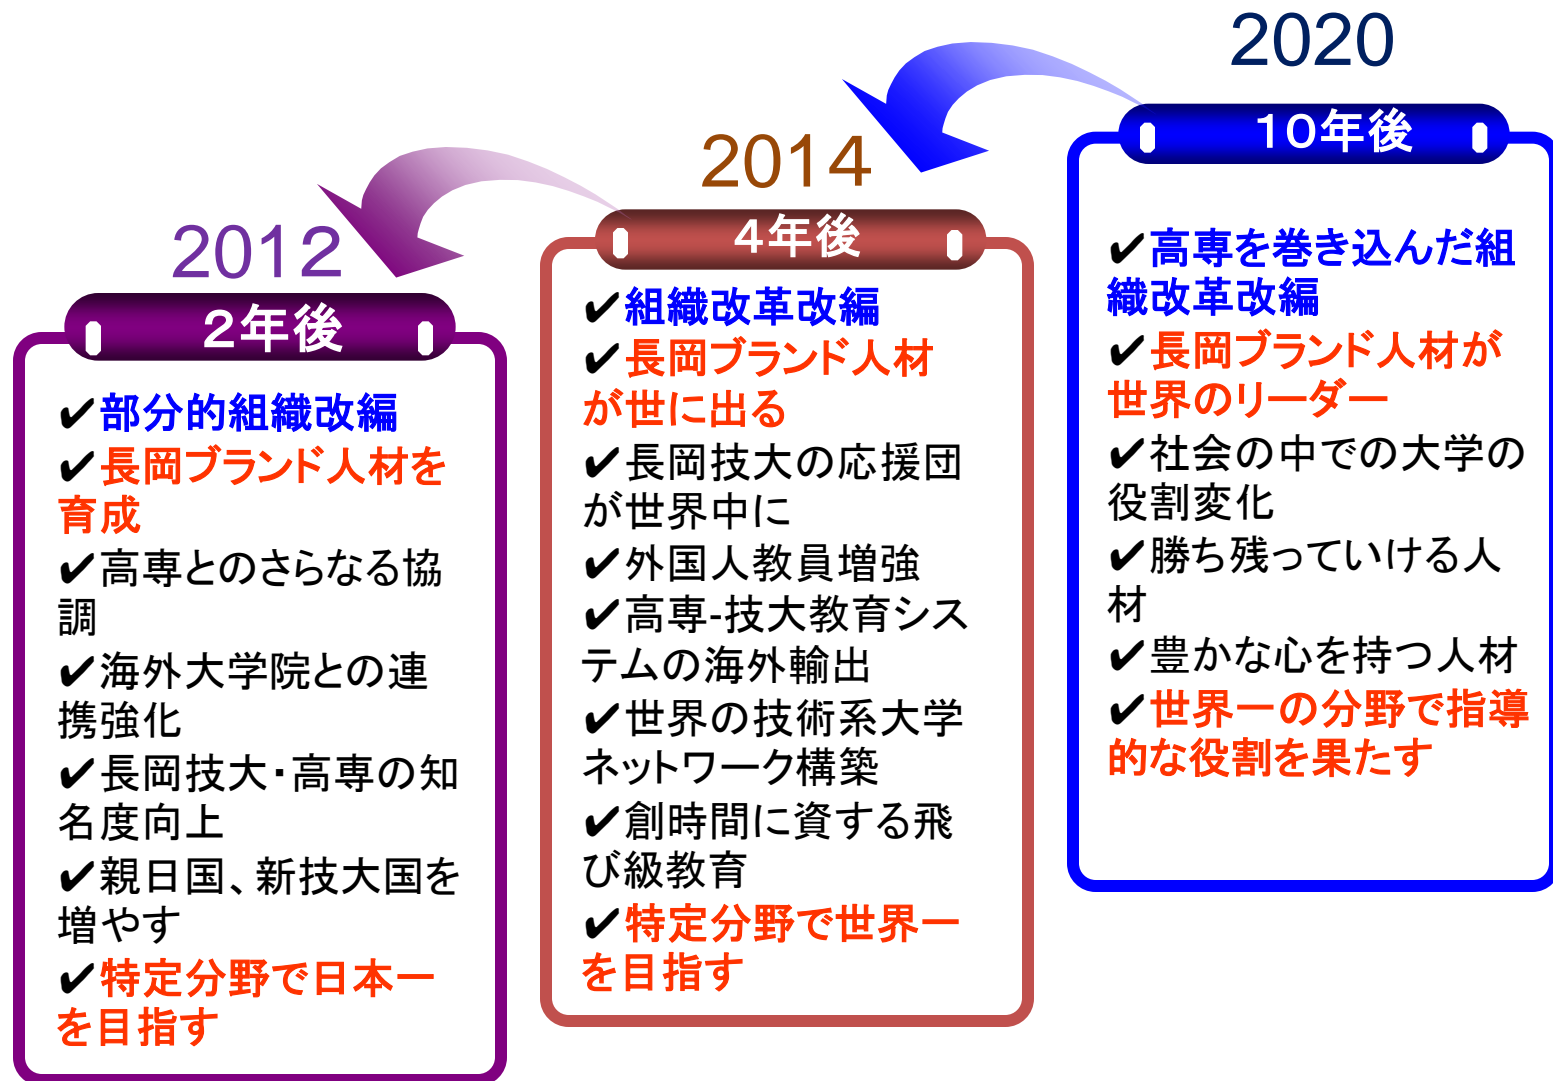 2012
２年後
✔部分的組織改編
✔長岡ブランド人材を
育成
✔高専とのさらなる協
調
✔海外大学院との連
携強化
✔長岡技大・高専の知
名度向上
✔親日国、新技大国を
増やす
✔特定分野で日本一
を目指す
2014
４年後
✔組織改革改編
✔長岡ブランド人材
が世に出る
✔長岡技大の応援団
が世界中に
✔外国人教員増強
✔高専-技大教育シス
テムの海外輸出
✔世界の技術系大学
ネットワーク構築
✔創時間に資する飛
び級教育
✔特定分野で世界一
を目指す
2020
１０年後
✔高専を巻き込んだ組
織改革改編
✔長岡ブランド人材が
世界のリーダー
✔社会の中での大学の
役割変化
✔勝ち残っていける人
材
✔豊かな心を持つ人材
✔世界一の分野で指導
的な役割を果たす